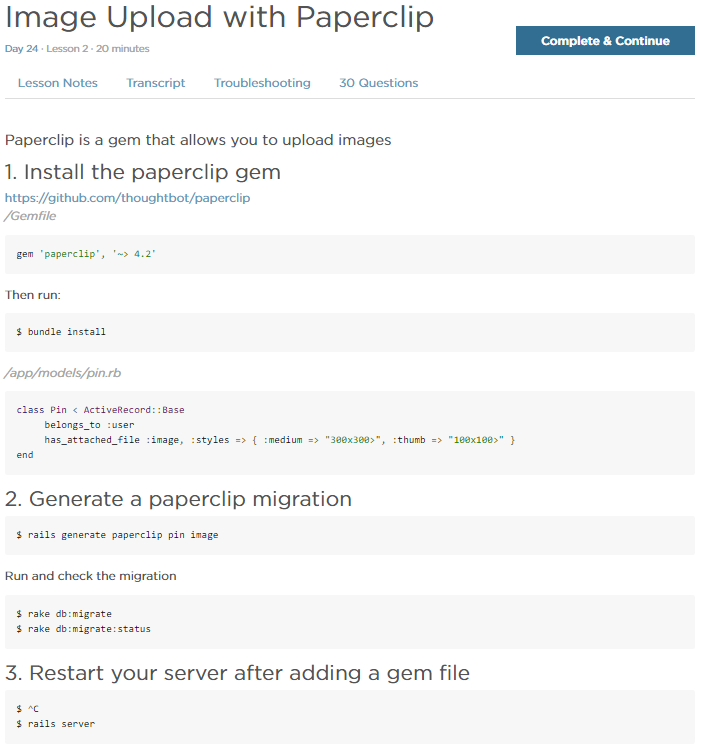 Image Upload with Paperclip
Complete & Continue
Day 24 · Lesson 2 · 20 minutes
Lesson Notes Transcript Troubleshooting 30 Questions
Paperclip is a gem that allows you to upload images
1. Install the paperclip gem
https://github.com/thoughtbot/paperclip
/Gemfile
gem 'paperclip', '~> 4.2'
Then run:
$ bundle install
/app/models/pin.rb
class Pin < ActiveRecord::Base
belongs_to :user
has_attached_file :image, :styles => { :medium => "300x300>", :thumb => "100x100>" }
end
2. Generate a paperclip migration
$ rails generate paperclip pin image
Run and check the migration
$ rake db:migrate
$ rake db:migrate:status
3. Restart your server after adding a gem file
$ ^C
$ rails server